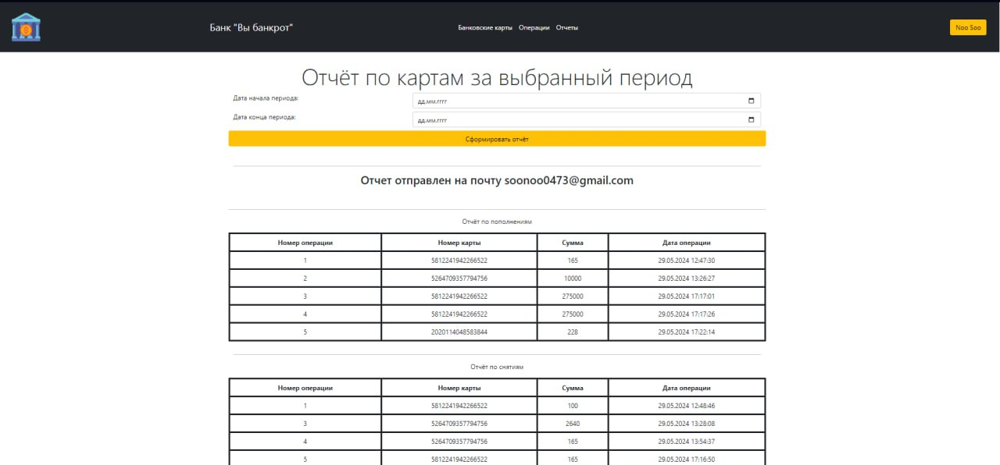 Банк "Вы банкрот"
Банковские карты Операции Отчеты
Noo Soo
Отчёт по картам за выбранный период
Дата начала периода: дд.мм.гггг
Дата конца периода: дд.мм.гггг
Сформировать отчёт
Отчет отправлен на почту soonoo0473@gmail.com
Отчёт по пополнениям
Номер операции Номер карты Сумма Дата операции
1 5812241942266522 165 29.05.2024 12:47:30
2 5264709357794756 10000 29.05.2024 13:26:27
3 5812241942266522 275000 29.05.2024 17:17:01
4 5812241942266522 275000 29.05.2024 17:17:26
5 2020114048583844 228 29.05.2024 17:22:14
Отчёт по снятиям
Номер операции Номер карты Сумма Дата операции
1 5812241942266522 100 29.05.2024 12:48:46
3 5264709357794756 2640 29.05.2024 13:28:08
4 5264709357794756 165 29.05.2024 13:54:37
5 5812241942266522 165 29.05.2024 17:16:50